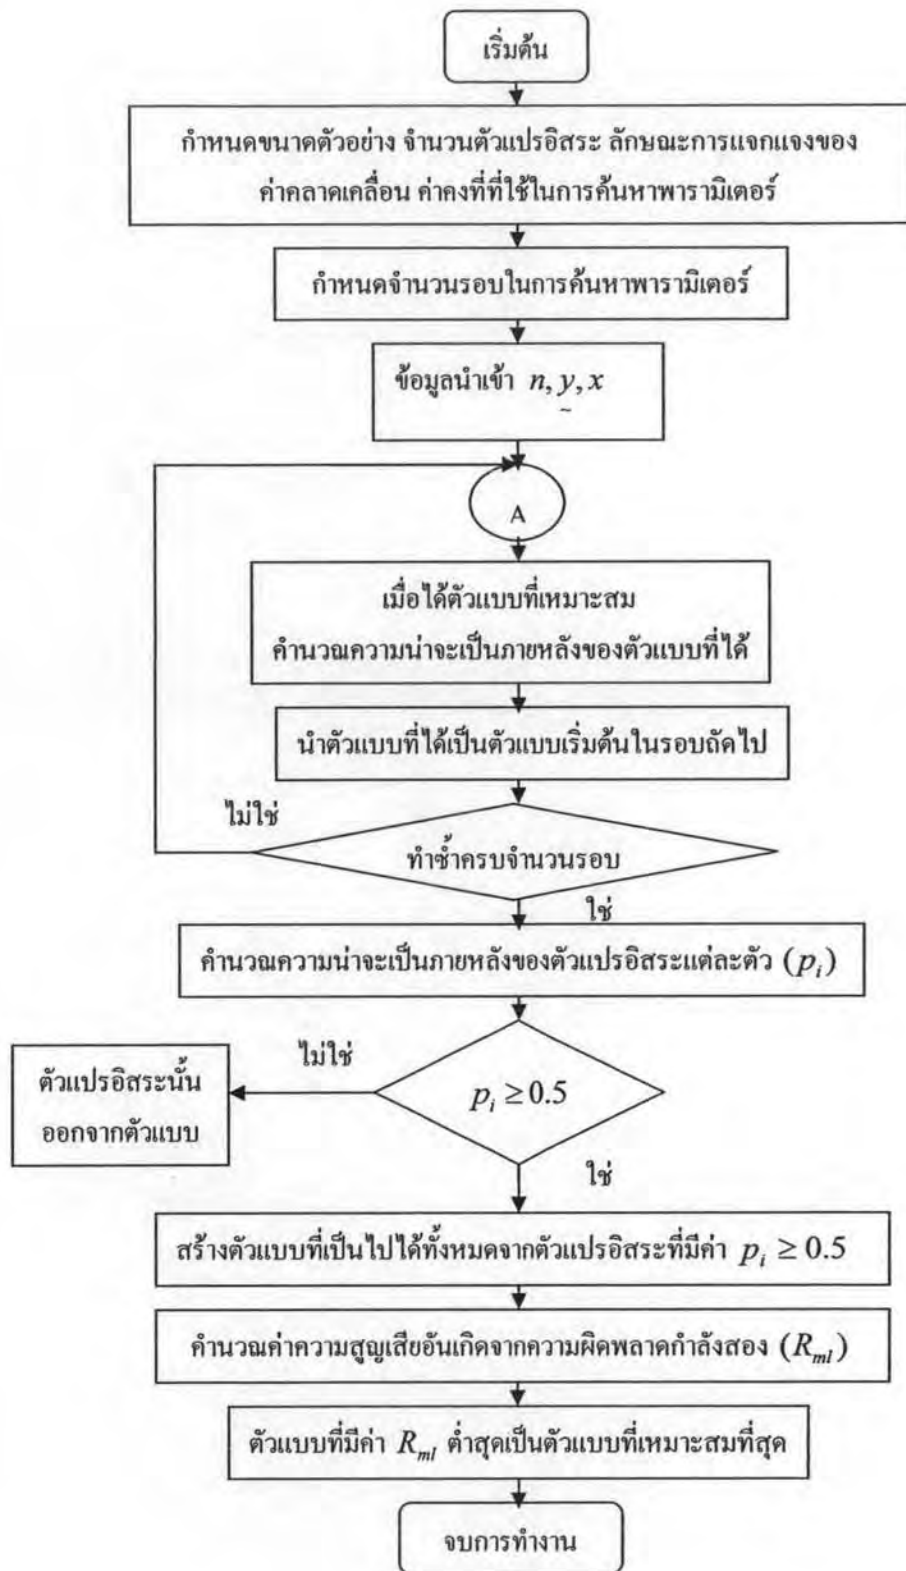 เริ่มต้น
กำหนดขนาดตัวอย่าง จำนวนตัวแปรอิสระ ลักษณะการแจกแจงของ
ค่าคลาดเคลื่อน ค่าคงที่ที่ใช้ในการค้นหาพารามิเตอร์
กำหนดจำนวนรอบในการค้นหาพารามิเตอร์
ข้อมูลนำเข้า n, y, x
~
A
เมื่อได้ตัวแบบที่เหมาะสม
คำนวณความน่าจะเป็นภายหลังของตัวแบบที่ได้
นำตัวแบบที่ได้เป็นตัวแบบเริ่มต้นในรอบถัดไป
ไม่ใช่
ทำซ้ำครบจำนวนรอบ
ใช่
คำนวณความน่าจะเป็นภายหลังของตัวแปรอิสระแต่ละตัว (p_i)
ไม่ใช่
ตัวแปรอิสระนั้น
ออกจากตัวแบบ
p_i ≥ 0.5
ใช่
สร้างตัวแบบที่เป็นไปได้ทั้งหมดจากตัวแปรอิสระที่มีค่า p_i ≥ 0.5
คำนวณค่าความสูญเสียอันเกิดจากความผิดพลาดกำลังสอง (R_ml)
ตัวแบบที่มีค่า R_ml ต่ำสุดเป็นตัวแบบที่เหมาะสมที่สุด
จบการทำงาน